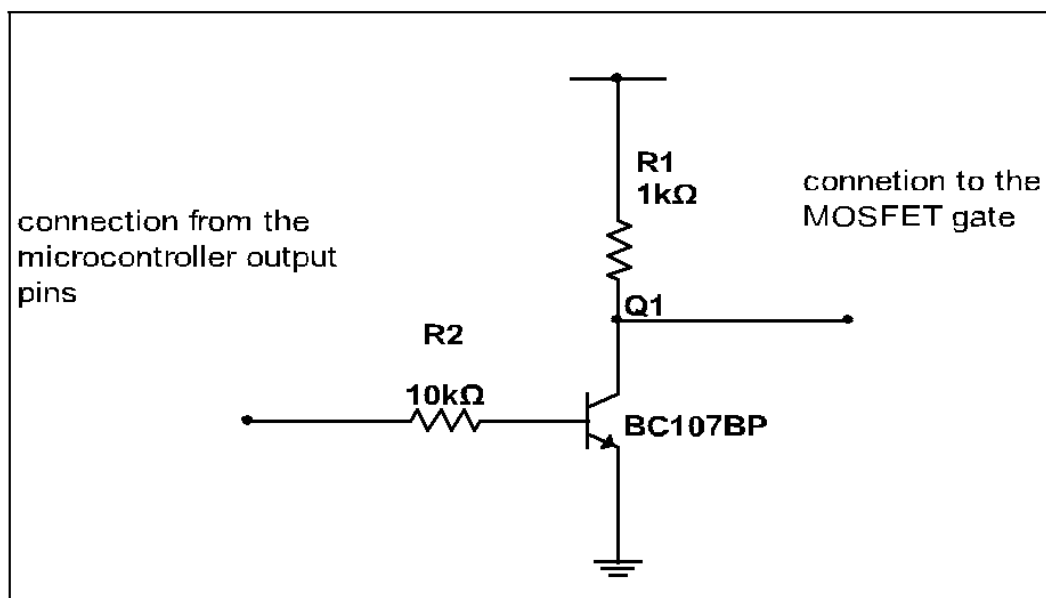 R1
1kΩ
connetion to the
MOSFET gate
connection from the
microcontroller output
pins
Q1
R2
10kΩ
BC107BP